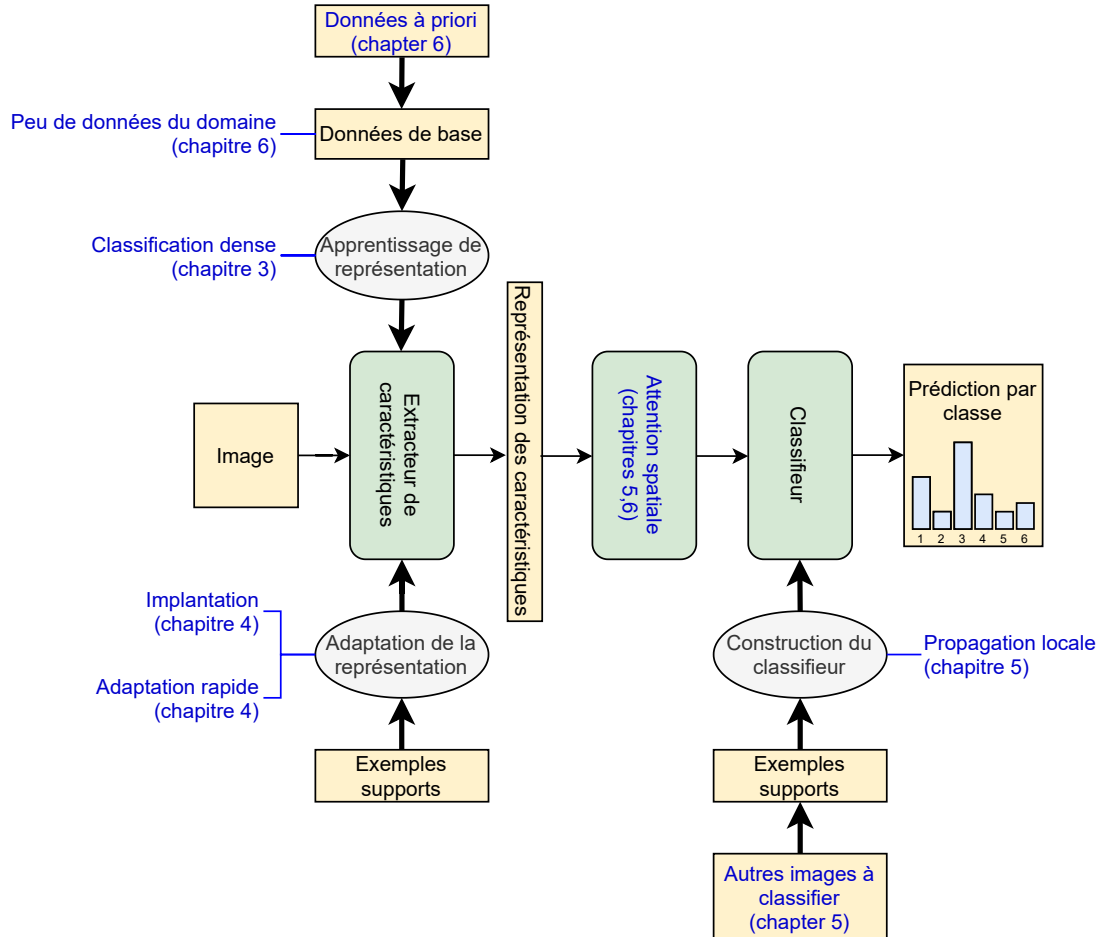 Données à priori
(chapter 6)
Peu de données du domaine
(chapitre 6)
Données de base
Classification dense
(chapitre 3)
Apprentissage de
représentation
Image
Extracteur de
caractéristiques
Représentation des caractéristiques
Attention spatiale
(chapitres 5,6)
Classifieur
Prédiction par
classe
1 2 3 4 5 6
Implantation
(chapitre 4)
Adaptation rapide
(chapitre 4)
Adaptation de la
représentation
Exemples
supports
Construction du
classifieur
Propagation locale
(chapitre 5)
Exemples
supports
Autres images à
classifier
(chapter 5)